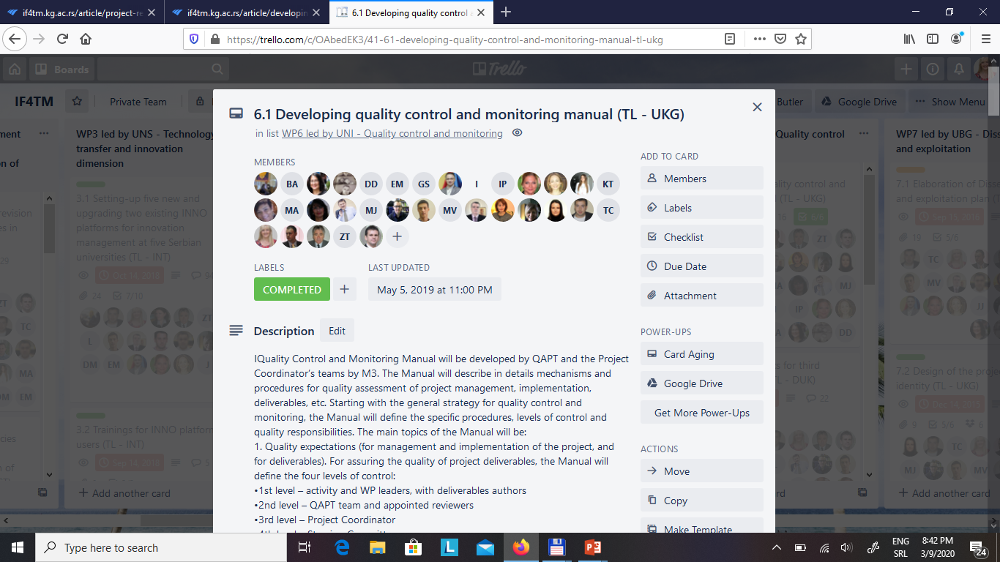 if4tm.kg.ac.rs/article/project-re
if4tm.kg.ac.rs/article/developin
6.1 Developing quality control a
https://trello.com/c/OAbedEK3/41-61-developing-quality-control-and-monitoring-manual-tl-ukg
Boards
Trello
IF4TM
Private Team
Butler
Google Drive
Show Menu
WP3 led by UNS - Technology
transfer and innovation
dimension
3.1 Setting-up five new and
upgrading two existing INNO
platforms for innovation
management at five Serbian
universities (TL - INT)
Oct 14, 2018
94
24
7/10
ZT
L
J
DM
EM
3.2 Trainings for INNO platform
users (TL - INT)
Sep 14, 2018
5
Add another card
ment
on of
revision
es in
29
ZT
TC
MA
DM
EM
cies
n of
6.1 Developing quality control and monitoring manual (TL - UKG)
in list WP6 led by UNI - Quality control and monitoring
MEMBERS
BA
DD
EM
GS
I
IP
KT
MA
MJ
MV
TC
ZT
LABELS
LAST UPDATED
COMPLETED
May 5, 2019 at 11:00 PM
Description
Edit
IQuality Control and Monitoring Manual will be developed by QAPT and the Project
Coordinator's teams by M3. The Manual will describe in details mechanisms and
procedures for quality assessment of project management, implementation,
deliverables, etc. Starting with the general strategy for quality control and
monitoring, the Manual will define the specific procedures, levels of control and
quality responsibilities. The main topics of the Manual will be:
1. Quality expectations (for management and implementation of the project, and
for deliverables). For assuring the quality of project deliverables, the Manual will
define the four levels of control:
•1st level – activity and WP leaders, with deliverables authors
•2nd level – QAPT team and appointed reviewers
•3rd level – Project Coordinator
ADD TO CARD
Members
Labels
Checklist
Due Date
Attachment
POWER-UPS
Card Aging
Google Drive
Get More Power-Ups
ACTIONS
Move
Copy
Make Template
Quality control
control and
(TL - UKG)
16
6/6
ZT
MJ
IP
DD
for third
- DUK)
22
WP7 led by UBG - Disse
and exploitation
7.1 Elaboration of Disse
and exploitation plan
Sep 15, 2016
19
5/6
TC
MV
7.2 Design of the proje
identity (TL - UKG)
Dec 14, 2015
9
5/6
8
TC
MJ
MV
Add another card
Type here to search
ENG
SRL
8:42 PM
3/9/2020
24